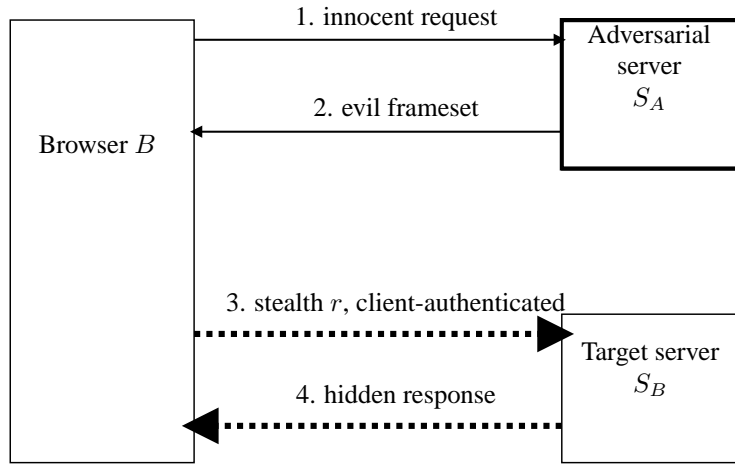 1. innocent request
Adversarial
server
S_A
2. evil frameset
Browser B
3. stealth r, client-authenticated
Target server
S_B
4. hidden response